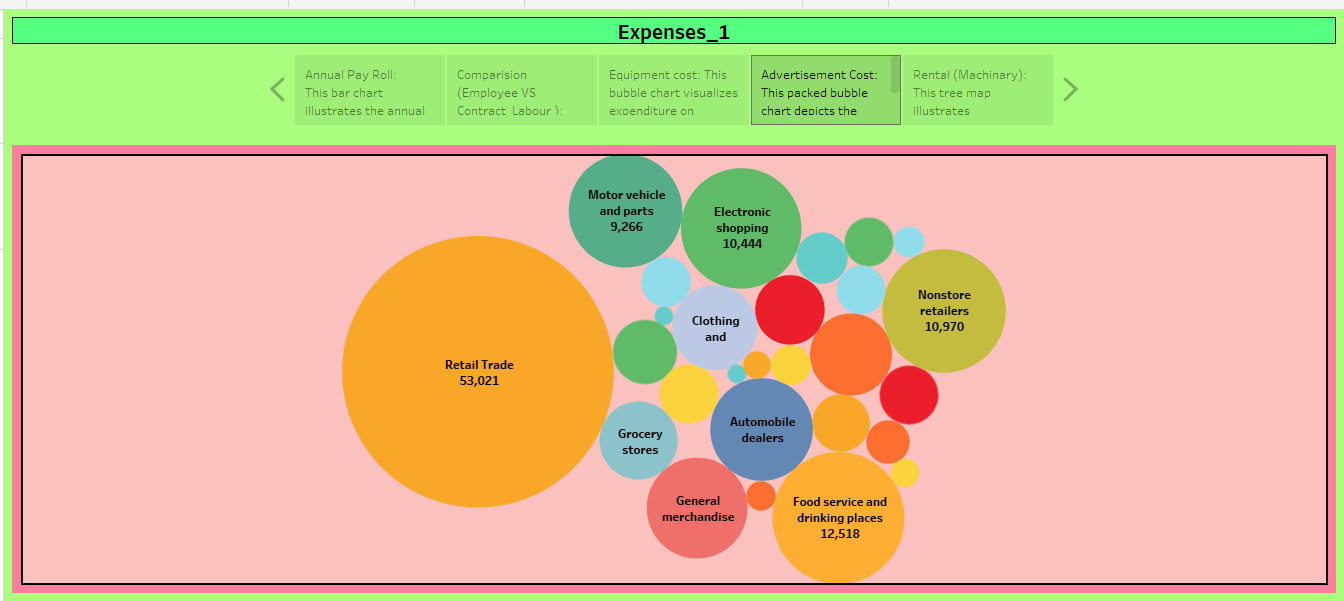 Expenses_1
Annual Pay Roll:
This bar chart
illustrates the annual
Comparision
(Employee VS
Contract Labour ):
Equipment cost: This
bubble chart visualizes
expenditure on
Advertisement Cost:
This packed bubble
chart depicts the
Rental (Machinery):
This tree map
illustrates
Motor vehicle
and parts
9,266
Electronic
shopping
10,444
Nonstore
retailers
10,970
Clothing
and
Retail Trade
53,021
Automobile
dealers
Grocery
stores
General
merchandise
Food service and
drinking places
12,518